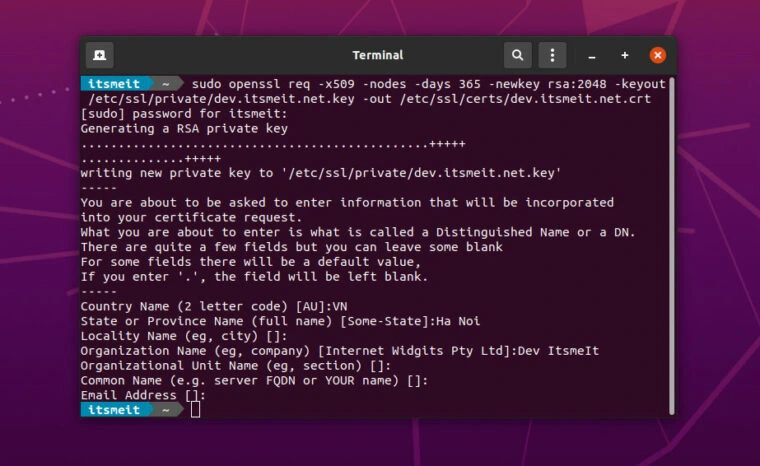 Terminal
itsmeit ~ sudo openssl req -x509 -nodes -days 365 -newkey rsa:2048 -keyout
/etc/ssl/private/dev.itsmeit.net.key -out /etc/ssl/certs/dev.itsmeit.net.crt
[sudo] password for itsmeit:
Generating a RSA private key
...............................................+++++
..............+++++
writing new private key to '/etc/ssl/private/dev.itsmeit.net.key'
-----
You are about to be asked to enter information that will be incorporated
into your certificate request.
What you are about to enter is what is called a Distinguished Name or a DN.
There are quite a few fields but you can leave some blank
For some fields there will be a default value,
If you enter '.', the field will be left blank.
-----
Country Name (2 letter code) [AU]:VN
State or Province Name (full name) [Some-State]:Ha Noi
Locality Name (eg, city) []:
Organization Name (eg, company) [Internet Widgits Pty Ltd]:Dev ItsmeIt
Organizational Unit Name (eg, section) []:
Common Name (e.g. server FQDN or YOUR name) []:
Email Address []:
itsmeit ~